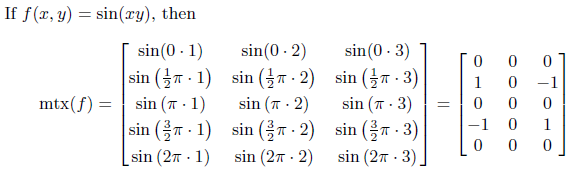 If f(x, y) = sin(xy), then
mtx(f) = [ sin(0 · 1) sin(0 · 2) sin(0 · 3) ] = [ 0 0 0 ]
[ sin (½π · 1) sin (½π · 2) sin (½π · 3) ] [ 1 0 −1 ]
[ sin (π · 1) sin (π · 2) sin (π · 3) ] [ 0 0 0 ]
[ sin (3/2π · 1) sin (3/2π · 2) sin (3/2π · 3) ] [ −1 0 1 ]
[ sin (2π · 1) sin (2π · 2) sin (2π · 3) ] [ 0 0 0 ]